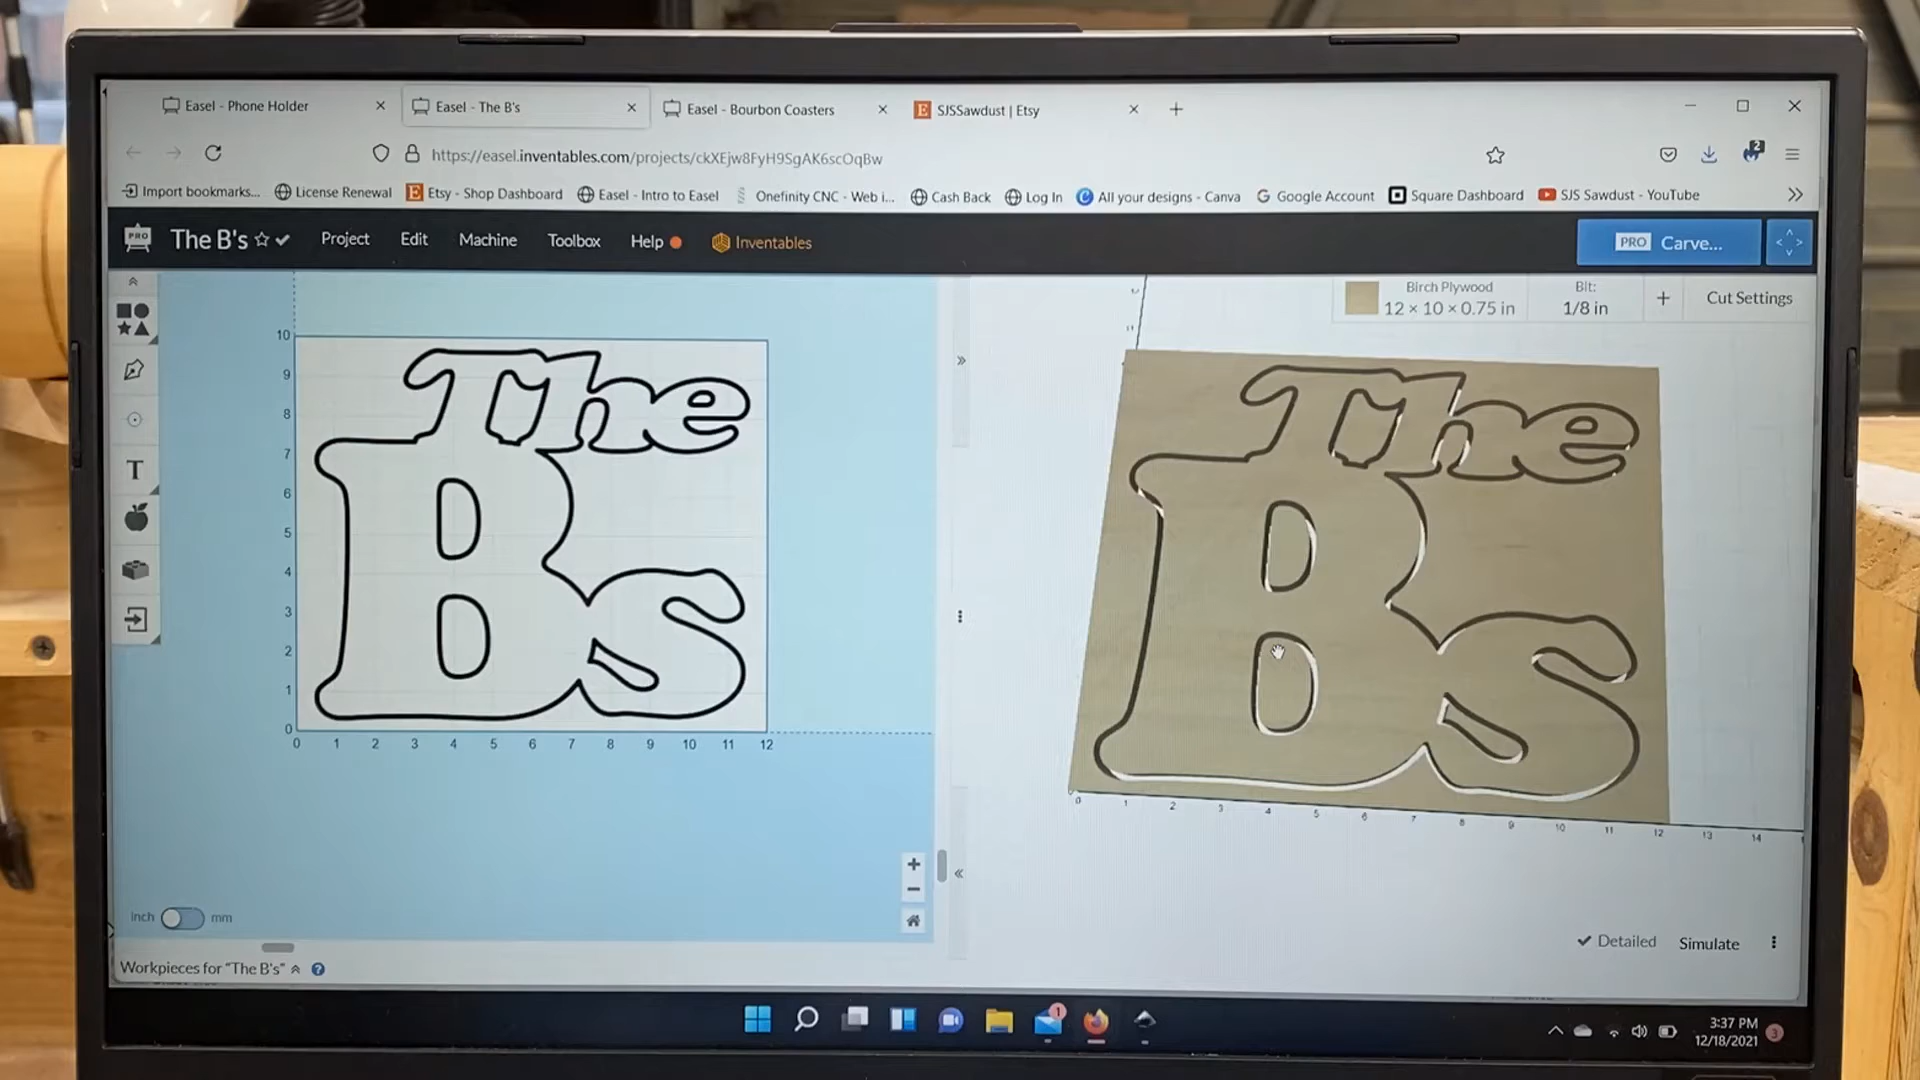 Easel - Phone Holder
Easel - The B's
Easel - Bourbon Coasters
SJSSawdust | Etsy
https://easel.inventables.com/projects/ckXEjw8FyH9SgAK6scOqBw
2
Import bookmarks...
License Renewal
Etsy - Shop Dashboard
Easel - Intro to Easel
Onefinity CNC - Web i...
Cash Back
Log In
All your designs - Canva
Google Account
Square Dashboard
SJS Sawdust - YouTube
PRO
The B's
Project
Edit
Machine
Toolbox
Help
Inventables
PRO Carve...
Birch Plywood
12 × 10 × 0.75 in
Bit:
1/8 in
Cut Settings
T
10
9
8
7
6
5
4
3
2
1
0
0 1 2 3 4 5 6 7 8 9 10 11 12
The
Bs
The
Bs
0 1 2 3 4 5 6 7 8 9 10 11 12 13 14
inch
mm
Detailed
Simulate
Workpieces for "The B's"
1
3:37 PM
12/18/2021
3